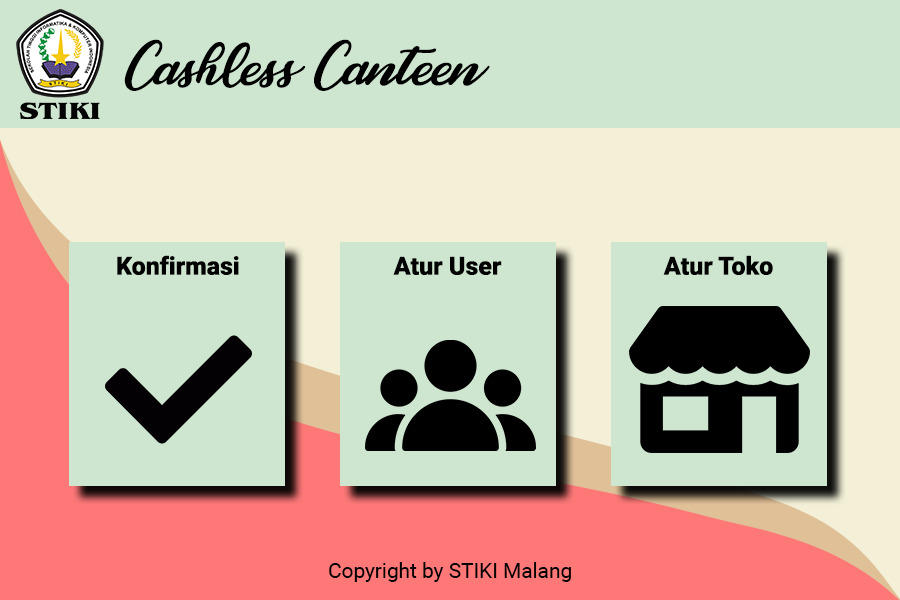 SEKOLAH TINGGI INFORMATIKA & KOMPUTER INDONESIA
STIKI
STIKI
Cashless Canteen
Konfirmasi
Atur User
Atur Toko
Copyright by STIKI Malang